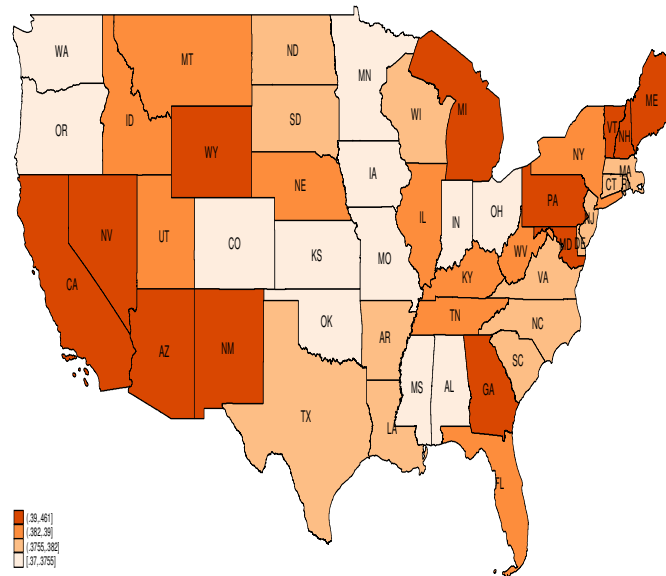 WA
MT
ND
MN
ME
OR
ID
SD
WI
MI
VT
NH
WY
NY
MA
NE
IA
CT
RI
PA
NV
UT
CO
IL
IN
OH
NJ
KS
MO
MD
DE
CA
WV
KY
VA
AZ
NM
OK
TN
NC
AR
SC
MS
AL
GA
TX
LA
FL
(.39,.461]
(.382,.39]
(.3755,.382]
[.37,.3755]